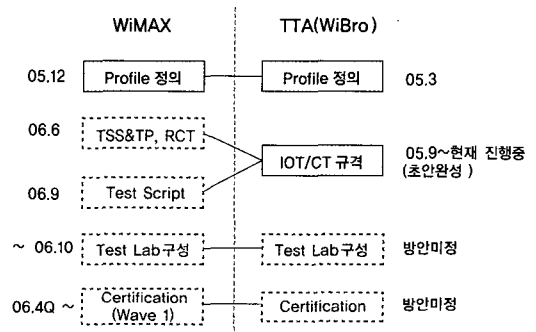 WiMAX TTA(WiBro)
05.12 Profile 정의 Profile 정의 05.3
06.6 TSS&TP, RCT
IOT/CT 규격 05.9~현재 진행중
(초안완성)
06.9 Test Script
~ 06.10 Test Lab구성 Test Lab구성 방안미정
06.4Q ~ Certification
(Wave 1) Certification 방안미정